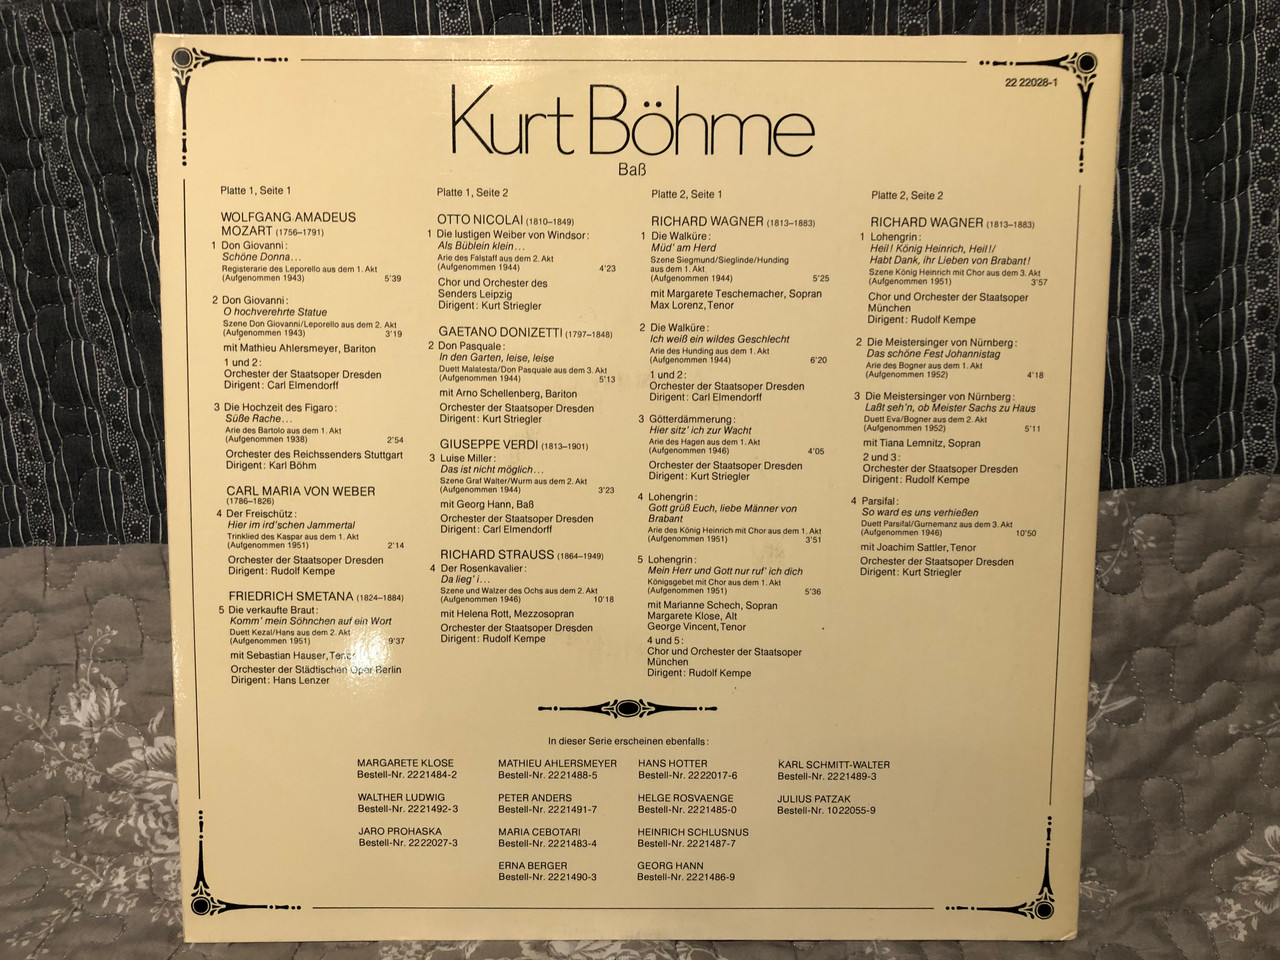 22 22028-1
Kurt Böhme
Baß
Platte 1, Seite 1
WOLFGANG AMADEUS
MOZART (1756–1791)
1 Don Giovanni:
Schöne Donna...
Registerarie des Leporello aus dem 1. Akt
(Aufgenommen 1943) 5'39
2 Don Giovanni:
O hochverehrte Statue
Szene Don Giovanni/Leporello aus dem 2. Akt
(Aufgenommen 1943) 3'19
mit Mathieu Ahlersmeyer, Bariton
1 und 2:
Orchester der Staatsoper Dresden
Dirigent: Carl Elmendorff
3 Die Hochzeit des Figaro:
Süße Rache...
Arie des Bartolo aus dem 1. Akt
(Aufgenommen 1938) 2'54
Orchester des Reichssenders Stuttgart
Dirigent: Karl Böhm
CARL MARIA VON WEBER
(1786–1826)
4 Der Freischütz:
Hier im ird'schen Jammertal
Trinklied des Kaspar aus dem 1. Akt
(Aufgenommen 1951) 2'14
Orchester der Staatsoper Dresden
Dirigent: Rudolf Kempe
FRIEDRICH SMETANA (1824–1884)
5 Die verkaufte Braut:
Komm' mein Söhnchen auf ein Wort
Duett Kezal/Hans aus dem 2. Akt
(Aufgenommen 1951) 9'37
mit Sebastian Hauser, Tenor
Orchester der Städtischen Oper Berlin
Dirigent: Hans Lenzer
Platte 1, Seite 2
OTTO NICOLAI (1810–1849)
1 Die lustigen Weiber von Windsor:
Als Büblein klein...
Arie des Falstaff aus dem 2. Akt
(Aufgenommen 1944) 4'23
Chor und Orchester des
Senders Leipzig
Dirigent: Kurt Striegler
GAETANO DONIZETTI (1797–1848)
2 Don Pasquale:
In den Garten, leise, leise
Duett Malatesta/Don Pasquale aus dem 3. Akt
(Aufgenommen 1944) 5'13
mit Arno Schellenberg, Bariton
Orchester der Staatsoper Dresden
Dirigent: Kurt Striegler
GIUSEPPE VERDI (1813–1901)
3 Luise Miller:
Das ist nicht möglich...
Szene Graf Walter/Wurm aus dem 2. Akt
(Aufgenommen 1944) 3'23
mit Georg Hann, Baß
Orchester der Staatsoper Dresden
Dirigent: Carl Elmendorff
RICHARD STRAUSS (1864–1949)
4 Der Rosenkavalier:
Da lieg' i...
Szene und Walzer des Ochs aus dem 2. Akt
(Aufgenommen 1946) 10'18
mit Helena Rott, Mezzosopran
Orchester der Staatsoper Dresden
Dirigent: Rudolf Kempe
Platte 2, Seite 1
RICHARD WAGNER (1813–1883)
1 Die Walküre:
Müd' am Herd
Szene Siegmund/Sieglinde/Hunding
aus dem 1. Akt
(Aufgenommen 1944) 5'25
mit Margarete Teschemacher, Sopran
Max Lorenz, Tenor
2 Die Walküre:
Ich weiß ein wildes Geschlecht
Arie des Hunding aus dem 1. Akt
(Aufgenommen 1944) 6'20
1 und 2:
Orchester der Staatsoper Dresden
Dirigent: Carl Elmendorff
3 Götterdämmerung:
Hier sitz' ich zur Wacht
Arie des Hagen aus dem 1. Akt
(Aufgenommen 1946) 4'05
Orchester der Staatsoper Dresden
Dirigent: Kurt Striegler
4 Lohengrin:
Gott grüß Euch, liebe Männer von
Brabant
Arie des König Heinrich mit Chor aus dem 1. Akt
(Aufgenommen 1951) 3'51
5 Lohengrin:
Mein Herr und Gott nur ruf' ich dich
Königsgebet mit Chor aus dem 1. Akt
(Aufgenommen 1951) 5'36
mit Marianne Schech, Sopran
Margarete Klose, Alt
George Vincent, Tenor
4 und 5:
Chor und Orchester der Staatsoper
München
Dirigent: Rudolf Kempe
Platte 2, Seite 2
RICHARD WAGNER (1813–1883)
1 Lohengrin:
Heil! König Heinrich, Heil!/
Habt Dank, ihr Lieben von Brabant!
Szene König Heinrich mit Chor aus dem 3. Akt
(Aufgenommen 1951) 3'57
Chor und Orchester der Staatsoper
München
Dirigent: Rudolf Kempe
2 Die Meistersinger von Nürnberg:
Das schöne Fest Johannistag
Arie des Bogner aus dem 1. Akt
(Aufgenommen 1952) 4'18
3 Die Meistersinger von Nürnberg:
Laßt seh'n, ob Meister Sachs zu Haus
Duett Eva/Bogner aus dem 2. Akt
(Aufgenommen 1952) 5'11
mit Tiana Lemnitz, Sopran
2 und 3:
Orchester der Staatsoper Dresden
Dirigent: Rudolf Kempe
4 Parsifal:
So ward es uns verhießen
Duett Parsifal/Gurnemanz aus dem 3. Akt
(Aufgenommen 1946) 10'50
mit Joachim Sattler, Tenor
Orchester der Staatsoper Dresden
Dirigent: Kurt Striegler
In dieser Serie erscheinen ebenfalls:
MARGARETE KLOSE MATHIEU AHLERSMEYER HANS HOTTER KARL SCHMITT-WALTER
Bestell-Nr. 2221484-2 Bestell-Nr. 2221488-5 Bestell-Nr. 2222017-6 Bestell-Nr. 2221489-3
WALTHER LUDWIG PETER ANDERS HELGE ROSVAENGE JULIUS PATZAK
Bestell-Nr. 2221492-3 Bestell-Nr. 2221491-7 Bestell-Nr. 2221485-0 Bestell-Nr. 1022055-9
JARO PROHASKA MARIA CEBOTARI HEINRICH SCHLUSNUS
Bestell-Nr. 2222027-3 Bestell-Nr. 2221483-4 Bestell-Nr. 2221487-7
ERNA BERGER GEORG HANN
Bestell-Nr. 2221490-3 Bestell-Nr. 2221486-9